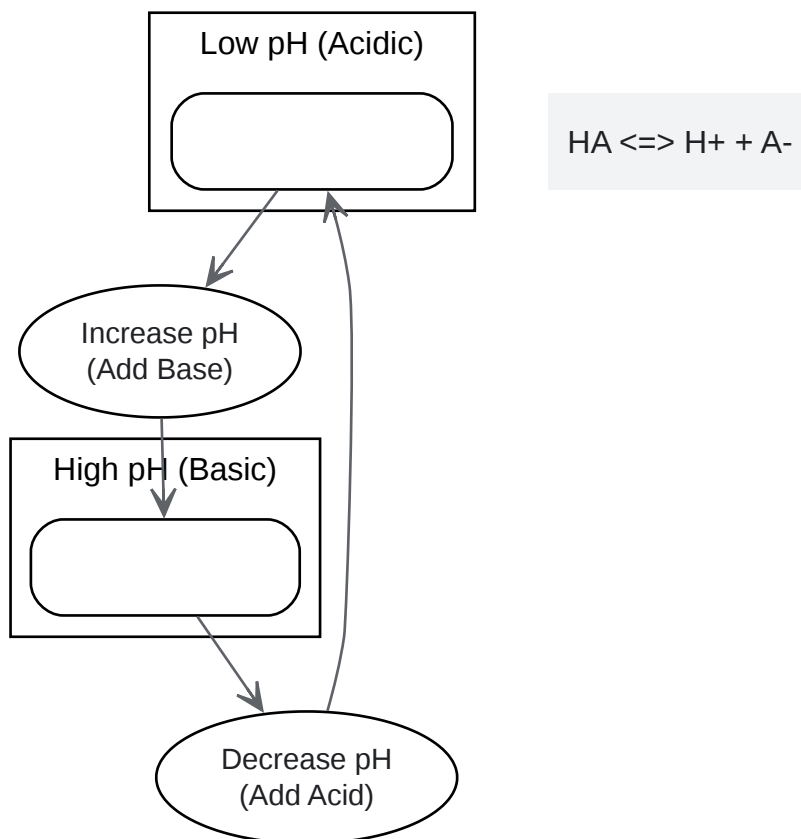 Low pH (Acidic)
HA <=> H+ + A-
Increase pH
(Add Base)
High pH (Basic)
Decrease pH
(Add Acid)